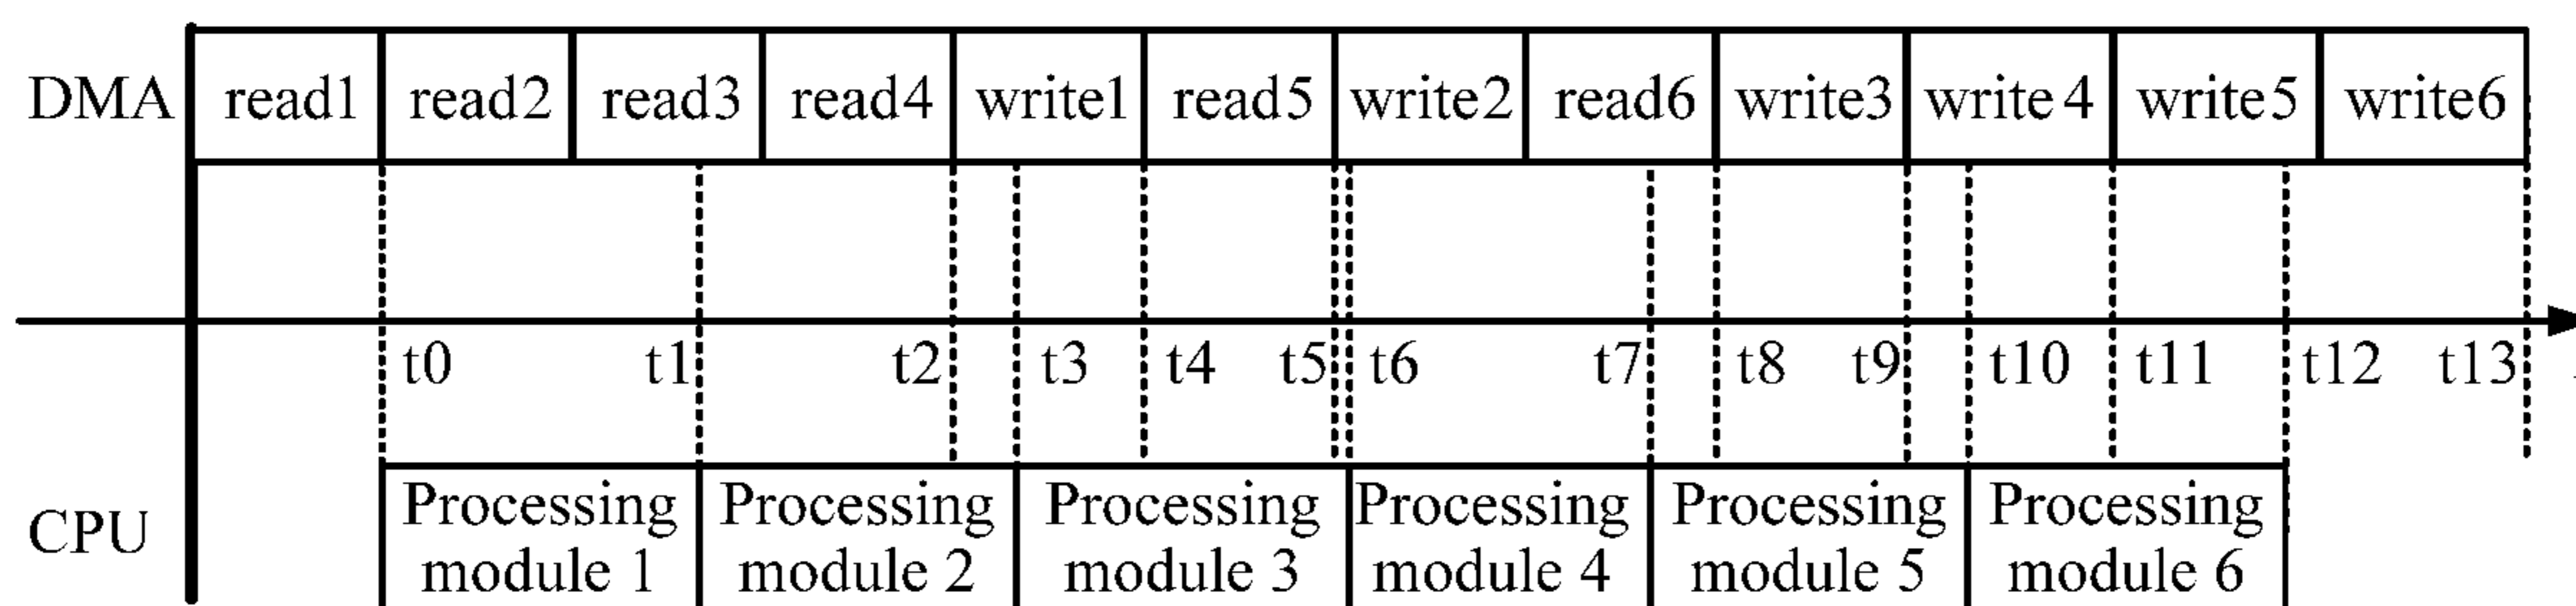 DMA read1 read2 read3 read4 write1 read5 write2 read6 write3 write 4 write5 write6
t0 t1 t2 t3 t4 t5 t6 t7 t8 t9 t10 t11 t12 t13
CPU
Processing
module 1
Processing
module 2
Processing
module 3
Processing
module 4
Processing
module 5
Processing
module 6